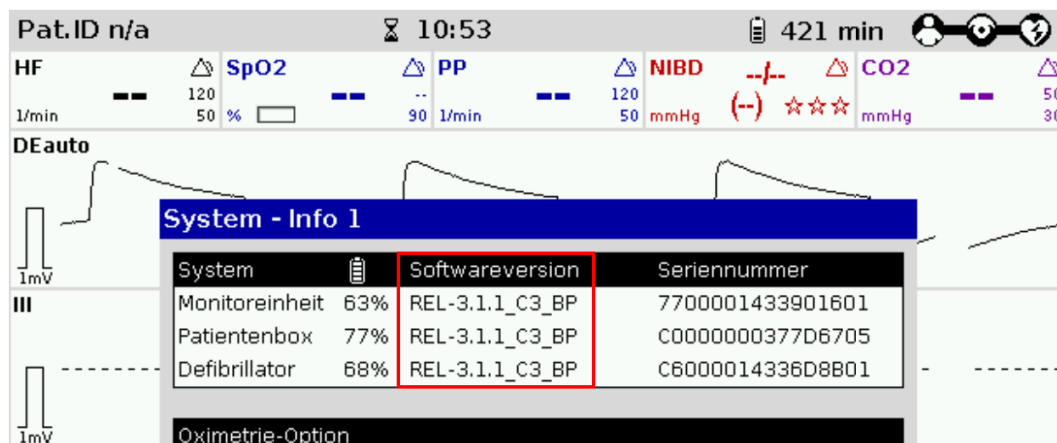 Pat.ID n/a 10:53 421 min
HF 120 50 1/min --
SpO2 -- 90 % --
PP 120 50 1/min --
NIBD --/-- (--) mmHg
CO2 -- mmHg
DEauto
1mV
System - Info 1
System Softwareversion Seriennummer
Monitoreinheit 63% REL-3.1.1_C3_BP 7700001433901601
Patientenbox 77% REL-3.1.1_C3_BP C0000000377D6705
Defibrillator 68% REL-3.1.1_C3_BP C6000014336D8B01
III
1mV
Oximetrie-Option